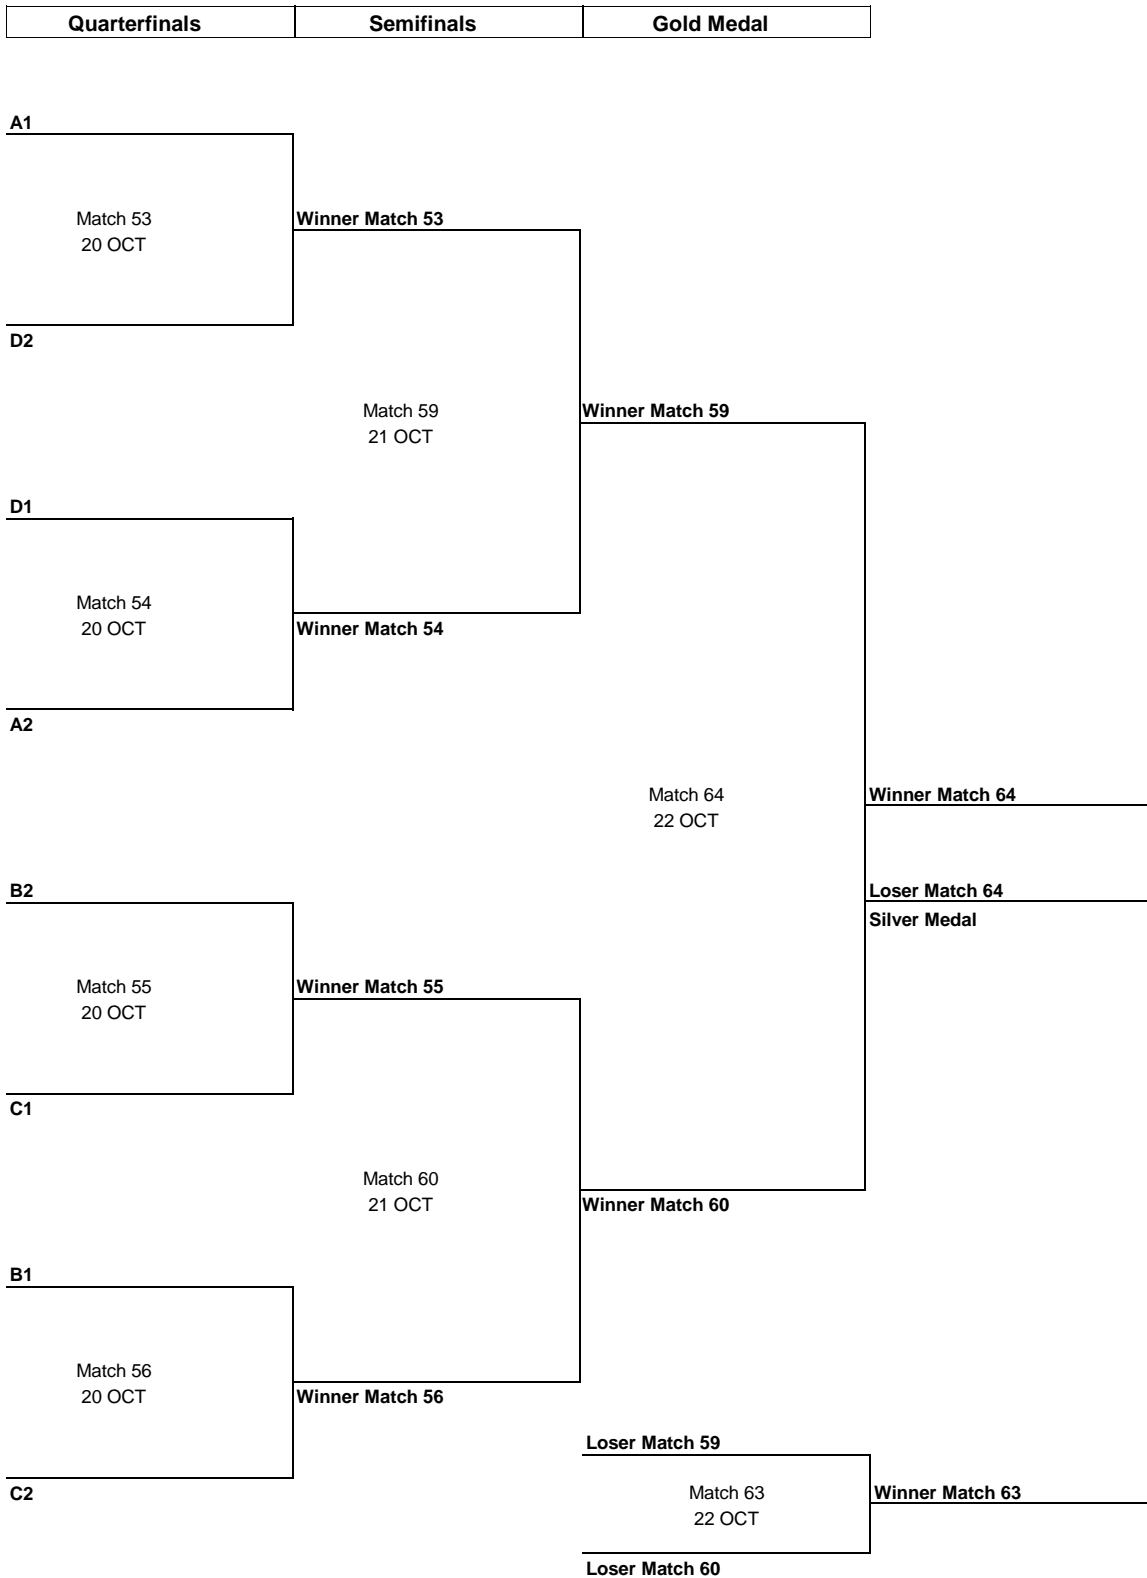 Quarterfinals Semifinals Gold Medal
A1
Match 53
20 OCT
Winner Match 53
D2
Match 59
21 OCT
Winner Match 59
D1
Match 54
20 OCT
Winner Match 54
A2
Match 64
22 OCT
Winner Match 64
B2
Loser Match 64
Silver Medal
Match 55
20 OCT
Winner Match 55
C1
Match 60
21 OCT
Winner Match 60
B1
Match 56
20 OCT
Winner Match 56
Loser Match 59
C2
Match 63
22 OCT
Winner Match 63
Loser Match 60